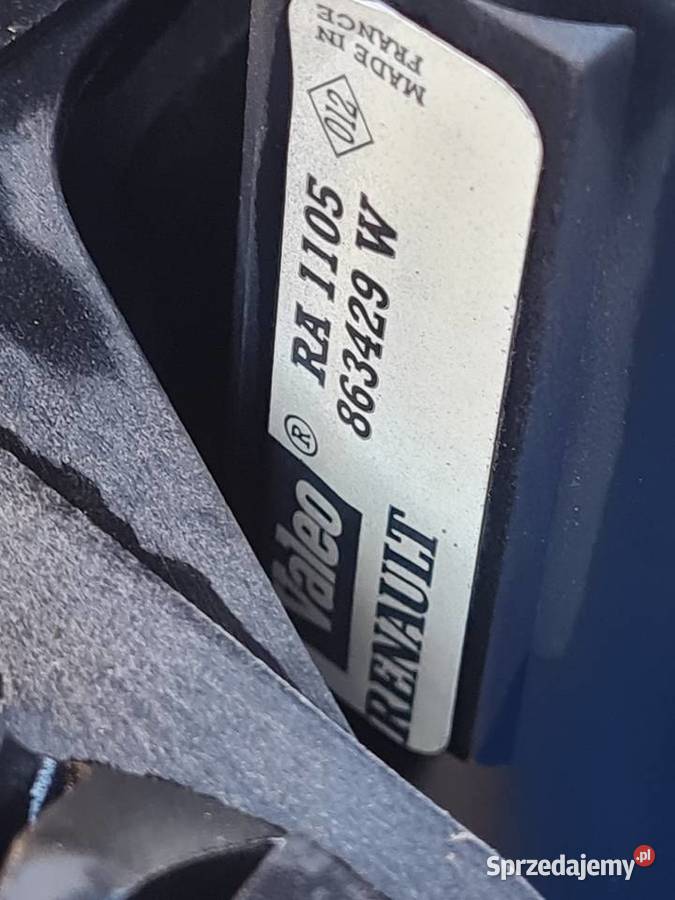 Valeo ® RA 1105 012 MADE IN
FRANCE
863429 W
RENAULT
Sprzedajemy.pl